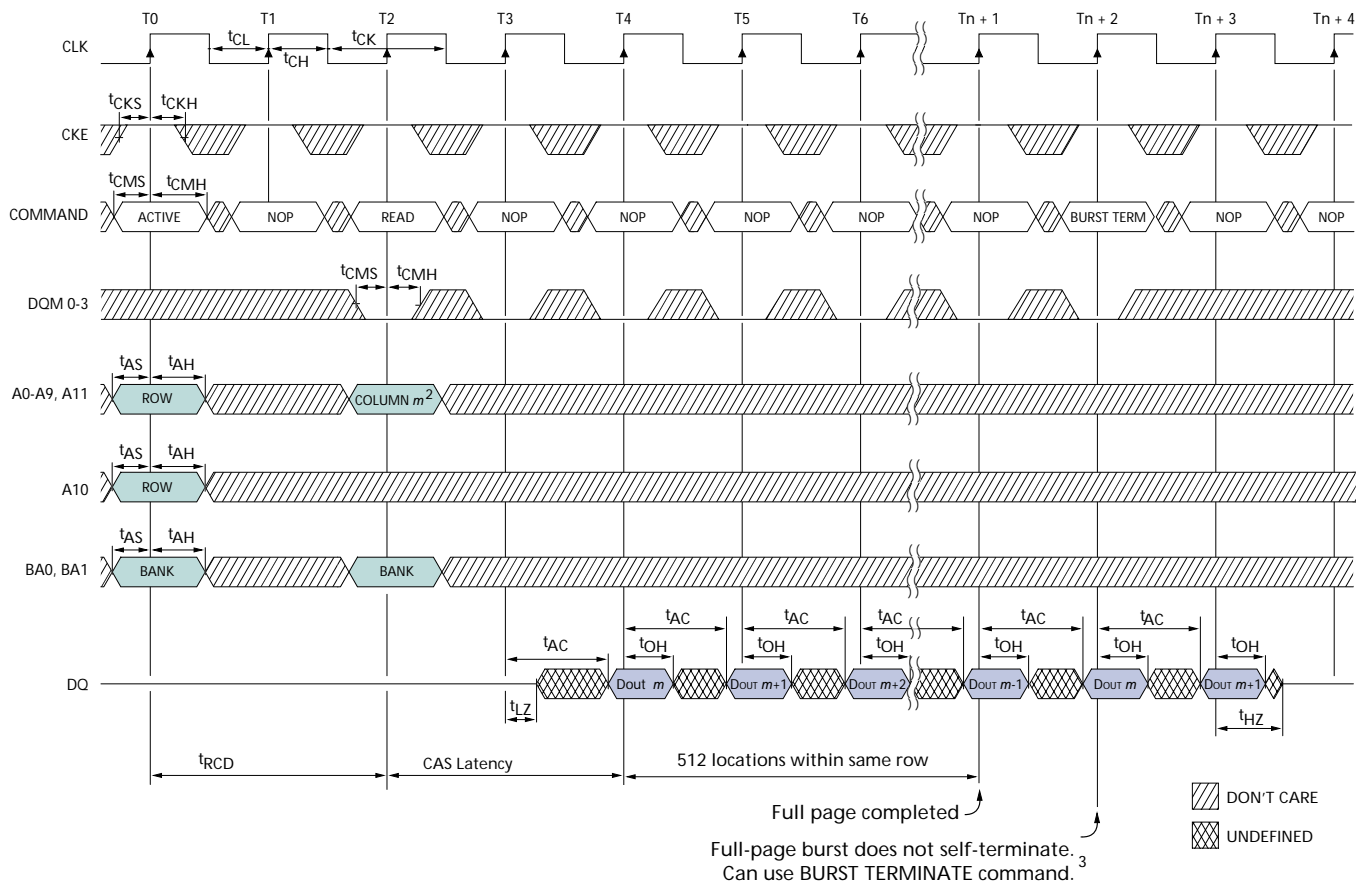 T0 T1 T2 T3 T4 T5 T6 Tn + 1 Tn + 2 Tn + 3 Tn + 4
CLK tCL tCH tCK
tCKS tCKH
CKE
tCMS tCMH
COMMAND ACTIVE NOP READ NOP NOP NOP NOP NOP BURST TERM NOP NOP
tCMS tCMH
DQM 0-3
tAS tAH
A0-A9, A11 ROW COLUMN m2
tAS tAH
A10 ROW
tAS tAH
BA0, BA1 BANK BANK
tAC tAC tAC tAC tAC tAC
tOH tOH tOH tOH tOH tOH
DQ Dout m DOUT m+1 DOUT m+2 DOUT m-1 DOUT m DOUT m+1
tLZ tHZ
tRCD CAS Latency 512 locations within same row
Full page completed
DON'T CARE
UNDEFINED
Full-page burst does not self-terminate.
Can use BURST TERMINATE command. 3